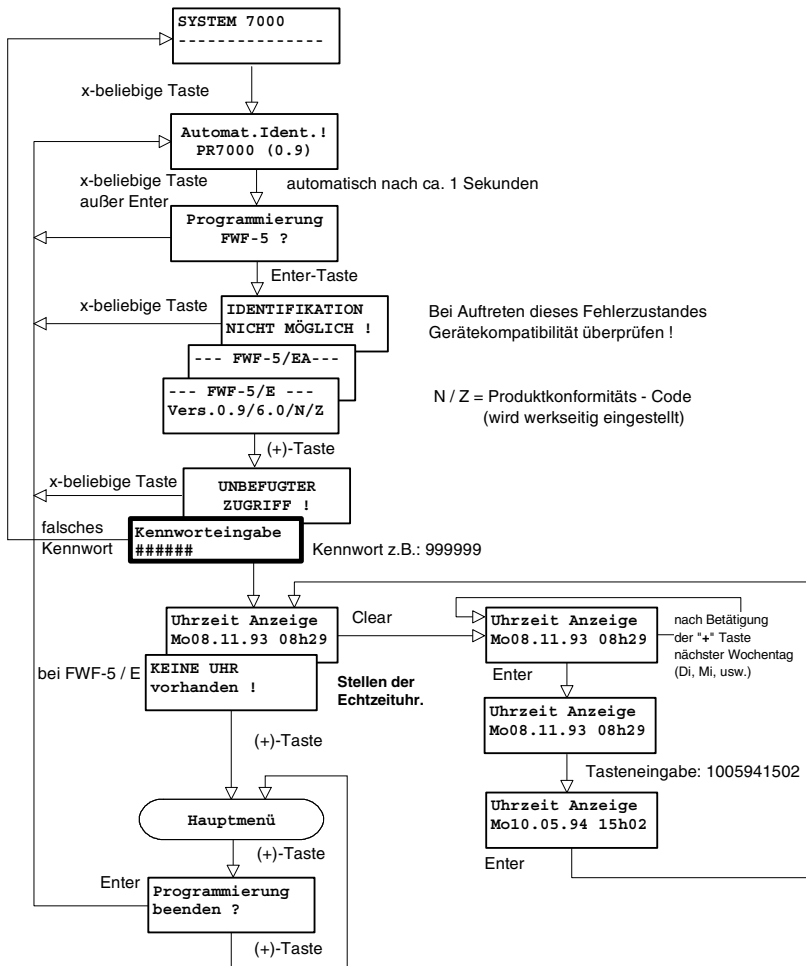 SYSTEM 7000
---------------
x-beliebige Taste
Automat.Ident.!
PR7000 (0.9)
x-beliebige Taste
außer Enter
automatisch nach ca. 1 Sekunden
Programmierung
FWF-5 ?
Enter-Taste
x-beliebige Taste
IDENTIFIKATION
NICHT MÖGLICH !
Bei Auftreten dieses Fehlerzustandes
Gerätekompatibilität überprüfen !
--- FWF-5/EA---
--- FWF-5/E ---
Vers.0.9/6.0/N/Z
N / Z = Produktkonformitäts - Code
(wird werkseitig eingestellt)
(+)-Taste
x-beliebige Taste
UNBEFUGTER
ZUGRIFF !
falsches
Kennwort
Kennworteingabe
######
Kennwort z.B.: 999999
Uhrzeit Anzeige
Mo08.11.93 08h29
Clear
Uhrzeit Anzeige
Mo08.11.93 08h29
nach Betätigung
der "+" Taste
nächster Wochentag
(Di, Mi, usw.)
bei FWF-5 / E
KEINE UHR
vorhanden !
Stellen der
Echtzeituhr.
Enter
Uhrzeit Anzeige
Mo08.11.93 08h29
(+)-Taste
Tasteneingabe: 1005941502
Hauptmenü
Uhrzeit Anzeige
Mo10.05.94 15h02
(+)-Taste
Enter
Enter
Programmierung
beenden ?
(+)-Taste